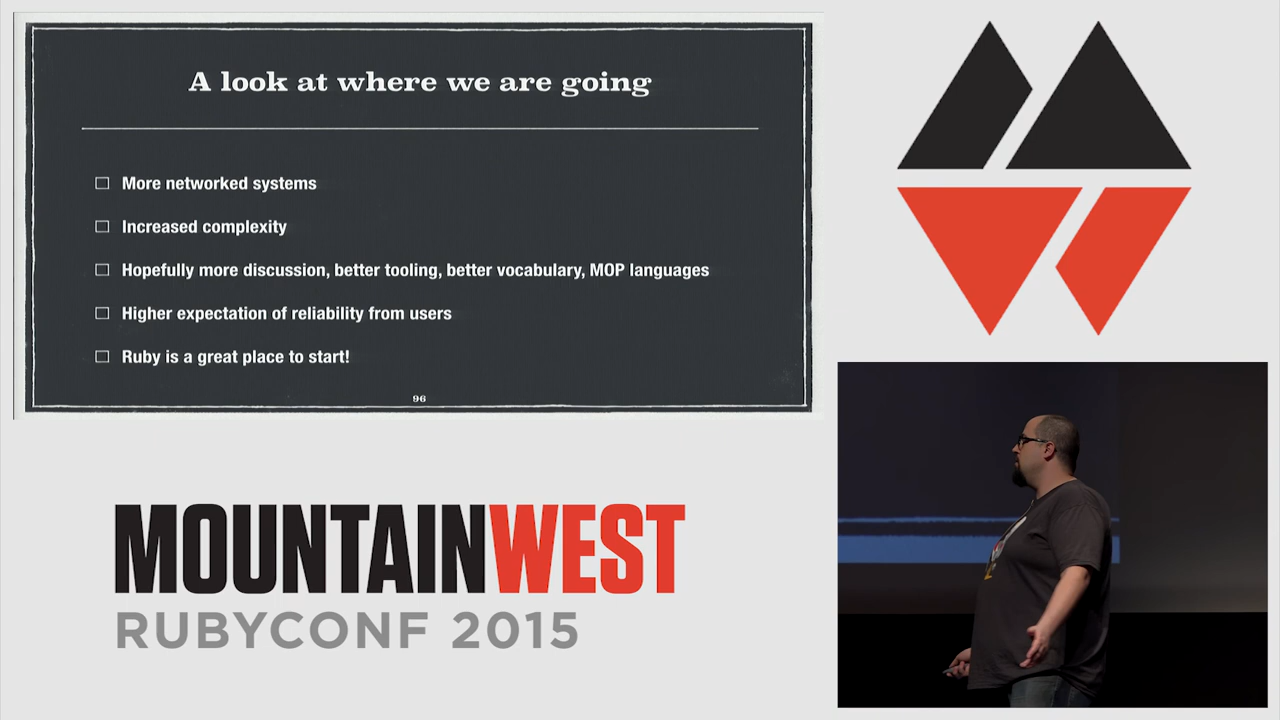 A look at where we are going
More networked systems
Increased complexity
Hopefully more discussion, better tooling, better vocabulary, MOP languages
Higher expectation of reliability from users
Ruby is a great place to start!
96
MOUNTAINWEST
RUBYCONF 2015